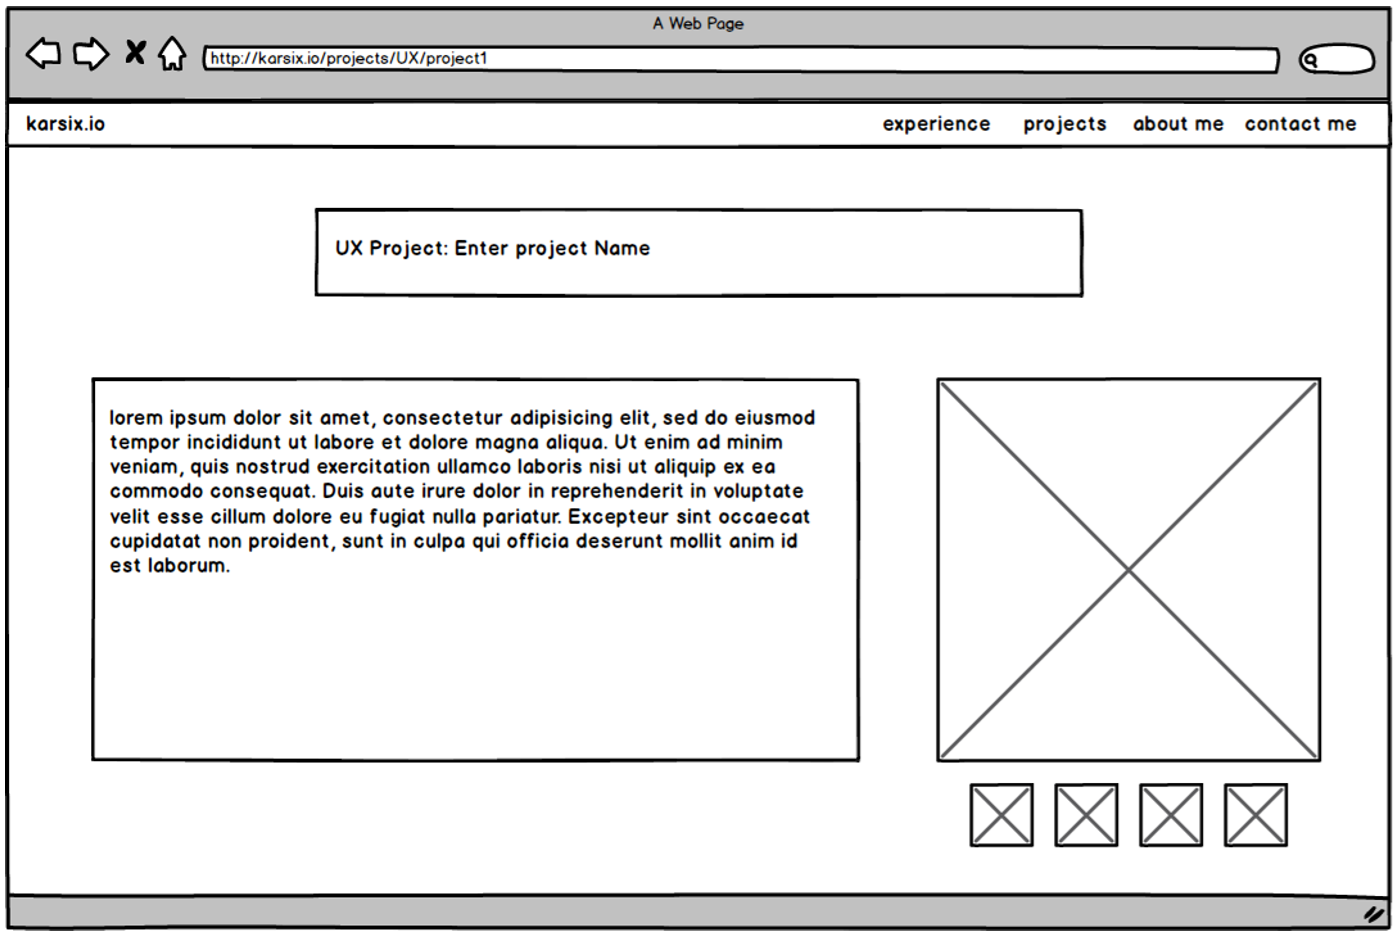 A Web Page
http://karsix.io/projects/UX/project1
karsix.io experience projects about me contact me
UX Project: Enter project Name
lorem ipsum dolor sit amet, consectetur adipisicing elit, sed do eiusmod
tempor incididunt ut labore et dolore magna aliqua. Ut enim ad minim
veniam, quis nostrud exercitation ullamco laboris nisi ut aliquip ex ea
commodo consequat. Duis aute irure dolor in reprehenderit in voluptate
velit esse cillum dolore eu fugiat nulla pariatur. Excepteur sint occaecat
cupidatat non proident, sunt in culpa qui officia deserunt mollit anim id
est laborum.